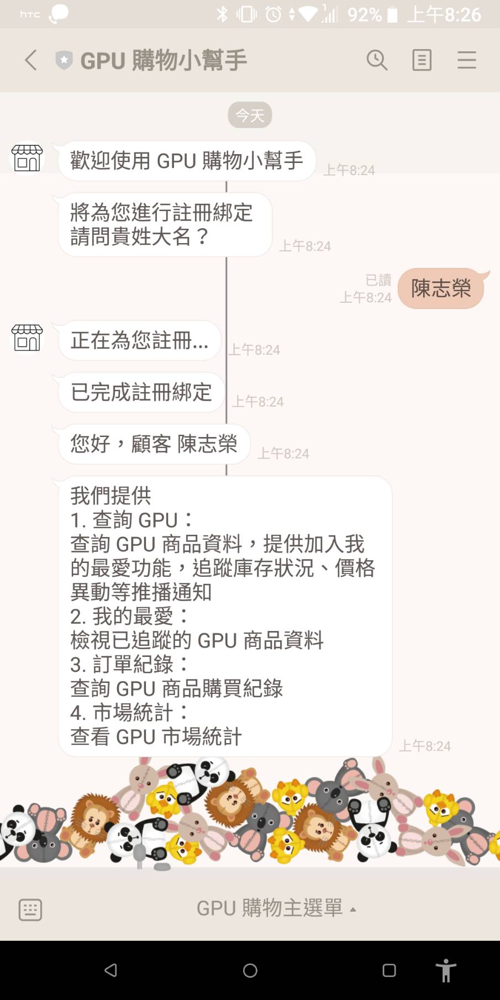 htc
92% 上午8:26
GPU 購物小幫手
今天
歡迎使用 GPU 購物小幫手
上午8:24
將為您進行註冊綁定
請問貴姓大名？
上午8:24
已讀
上午8:24
陳志榮
正在為您註冊...
上午8:24
已完成註冊綁定
上午8:24
您好，顧客 陳志榮
上午8:24
我們提供
1. 查詢 GPU：
查詢 GPU 商品資料，提供加入我
的最愛功能，追蹤庫存狀況、價格
異動等推播通知
2. 我的最愛：
檢視已追蹤的 GPU 商品資料
3. 訂單紀錄：
查詢 GPU 商品購買紀錄
4. 市場統計：
查看 GPU 市場統計
上午8:24
GPU 購物主選單